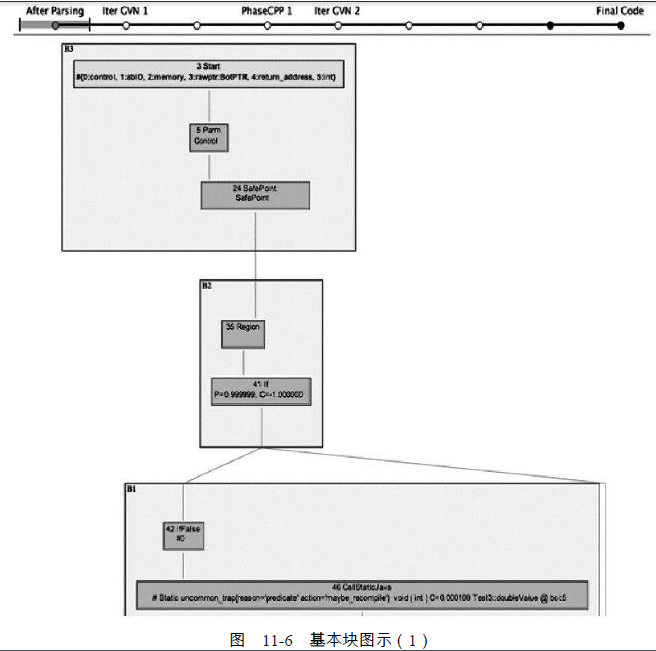 After Parsing Iter GVN 1 PhaseCPP 1 Iter GVN 2 Final Code
B3
3 Start
#{0:control, 1:abIO, 2:memory, 3:rawptr:BotPTR, 4:return_address, 5:int}
5 Parm
Control
24 SafePoint
SafePoint
B2
35 Region
41 If
P=0.999999, C=-1.000000
B1
42 IfFalse
#0
46 CallStaticJava
# Static uncommon_trap(reason='predicate' action='maybe_recompile') void ( int ) C=0.000100 Test3::doubleValue @ bci:5
图 11-6 基本块图示(1)